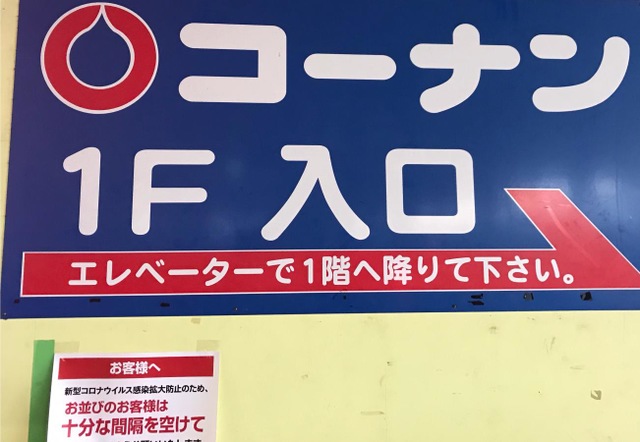 コーナン
1F 入口
エレベーターで1階へ降りて下さい。
お客様へ
新型コロナウイルス感染拡大防止のため、
お並びのお客様は
十分な間隔を空けて